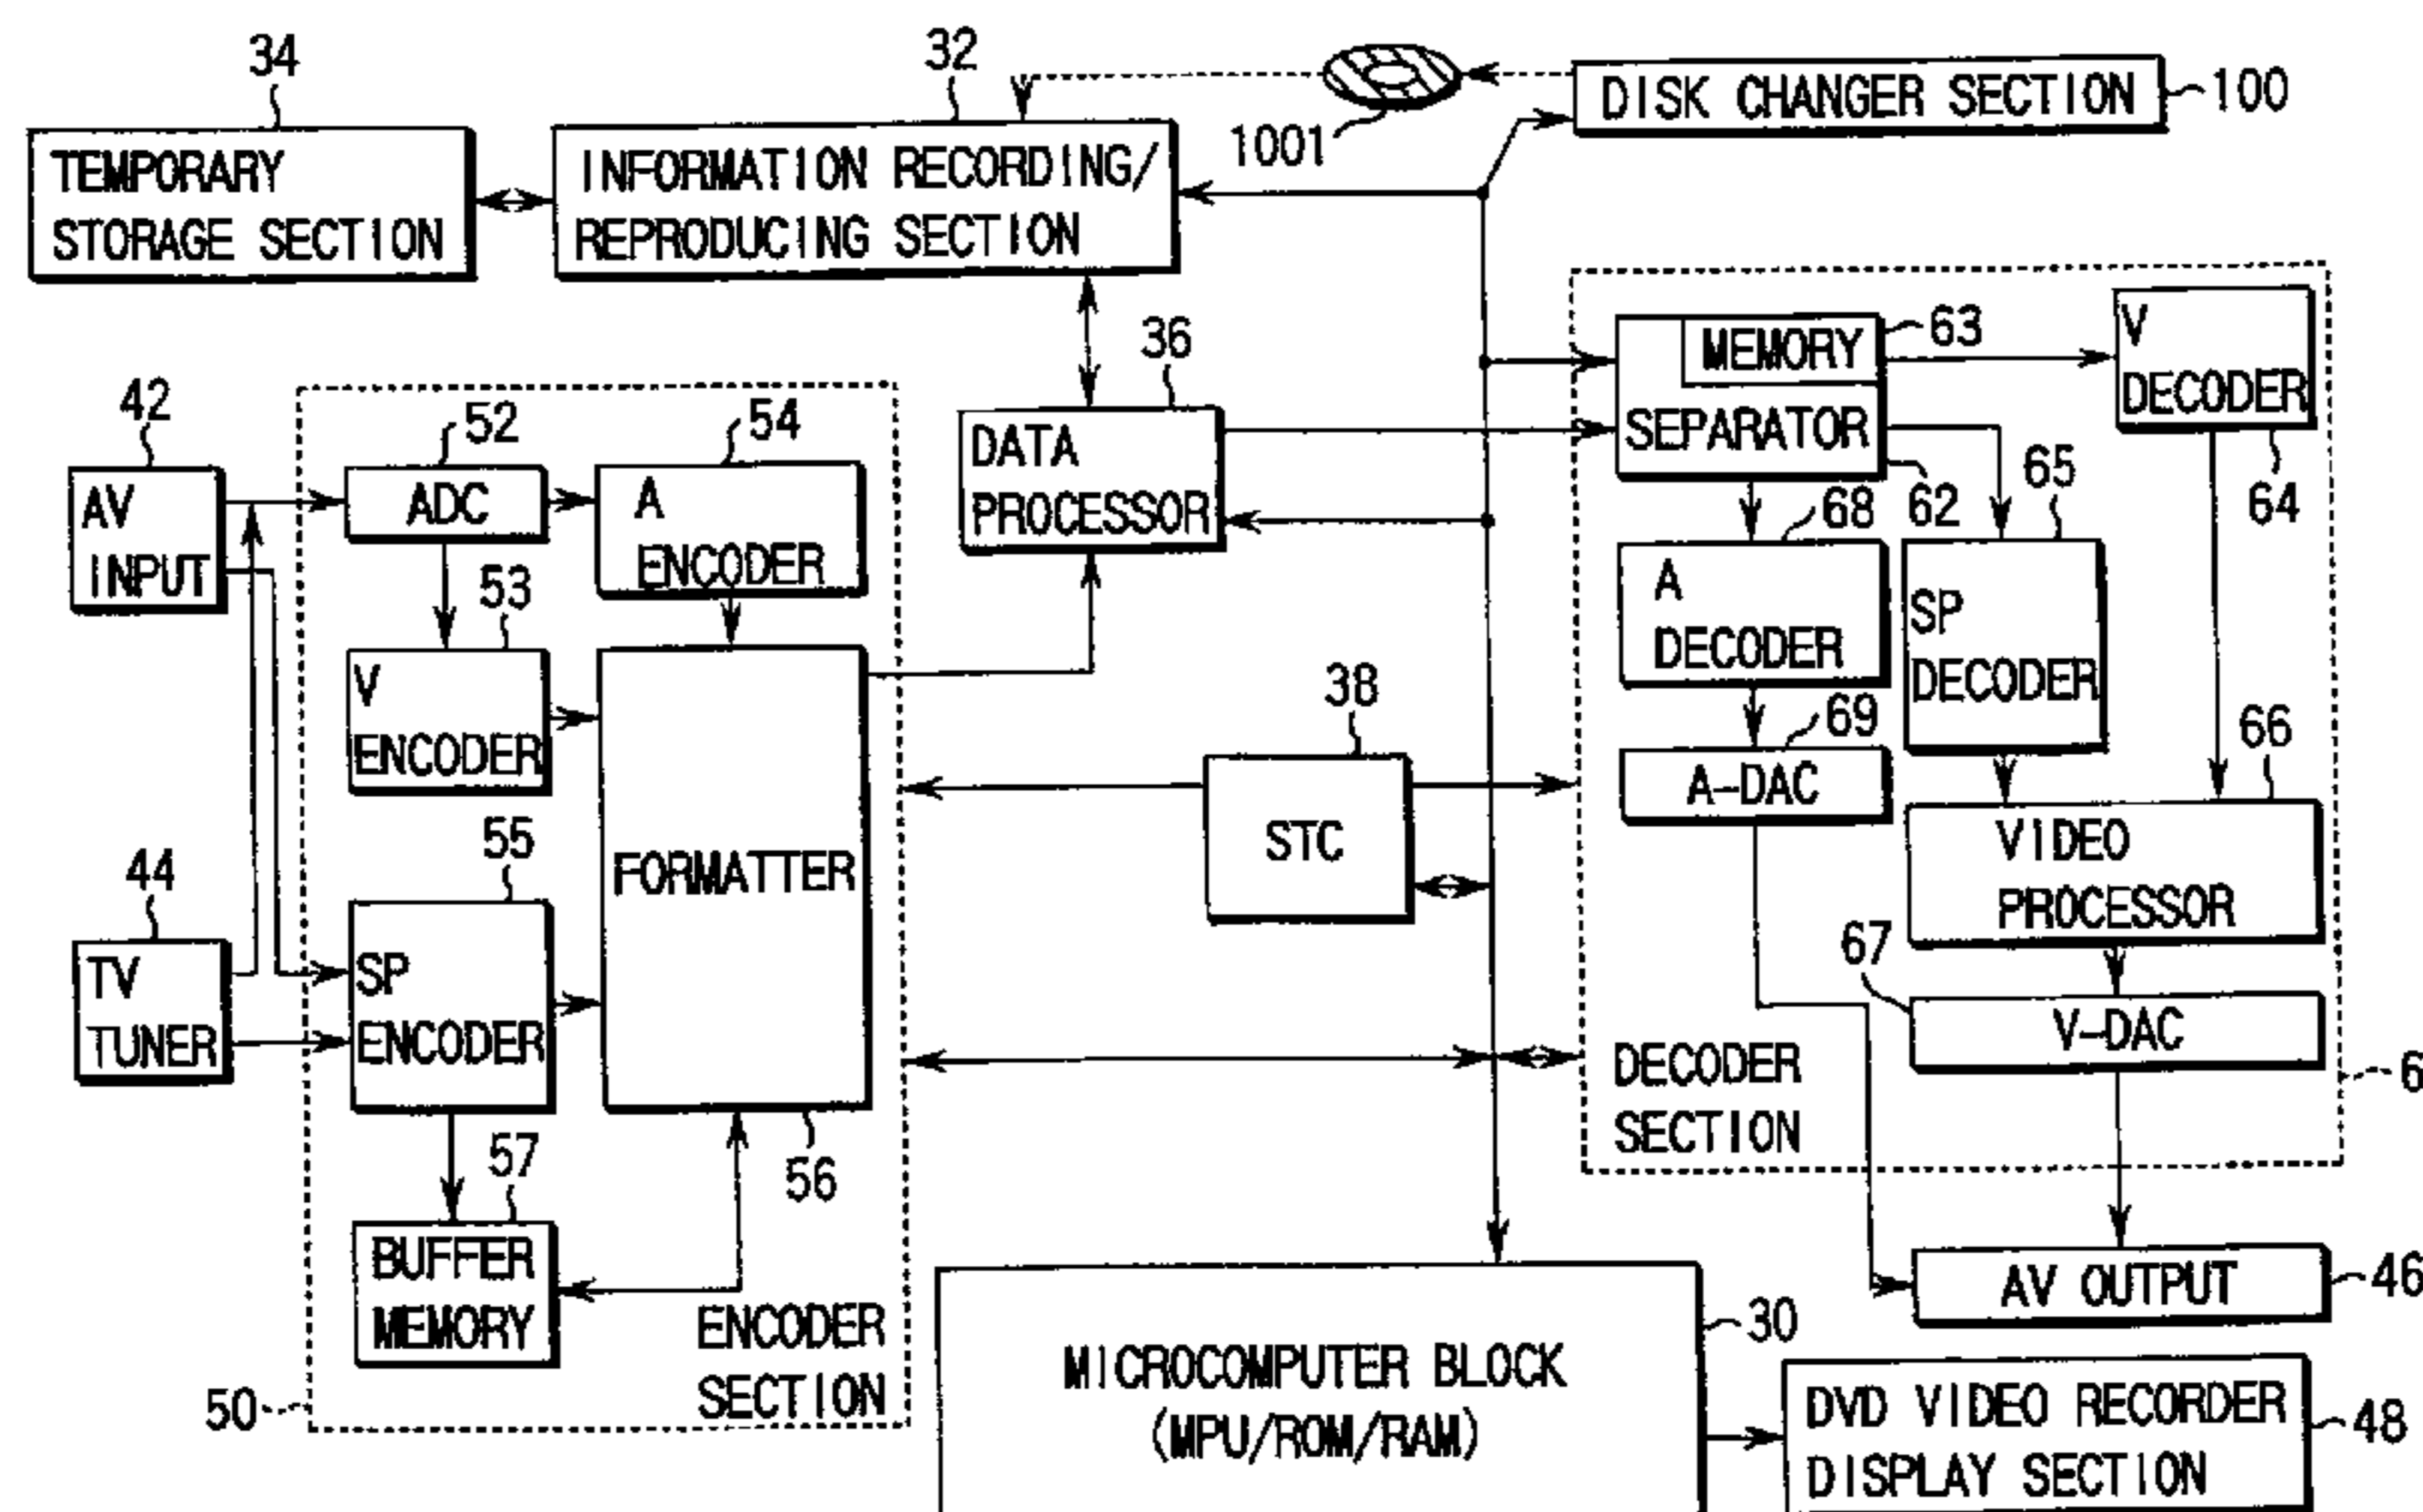 34
32
1001
DISK CHANGER SECTION
100
TEMPORARY
STORAGE SECTION
INFORMATION RECORDING/
REPRODUCING SECTION
42
52
54
36
AV
INPUT
ADC
A
ENCODER
DATA
PROCESSOR
MEMORY
63
SEPARATOR
62
V
DECODER
64
65
68
A
DECODER
SP
DECODER
53
V
ENCODER
38
STC
69
A-DAC
66
VIDEO
PROCESSOR
44
TV
TUNER
55
SP
ENCODER
FORMATTER
56
67
V-DAC
6
DECODER
SECTION
57
BUFFER
MEMORY
ENCODER
SECTION
50
AV OUTPUT
46
MICROCOMPUTER BLOCK
(MPU/ROM/RAM)
30
DVD VIDEO RECORDER
DISPLAY SECTION
48